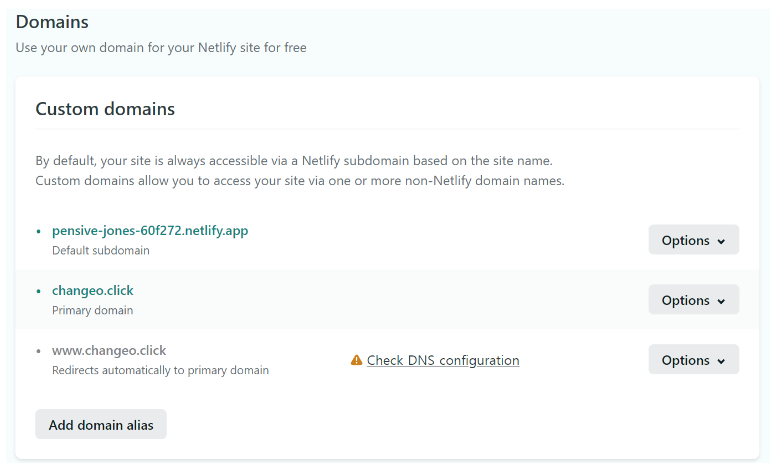 Domains
Use your own domain for your Netlify site for free
Custom domains
By default, your site is always accessible via a Netlify subdomain based on the site name.
Custom domains allow you to access your site via one or more non-Netlify domain names.
pensive-jones-60f272.netlify.app
Default subdomain
Options
changeo.click
Primary domain
Options
www.changeo.click
Redirects automatically to primary domain
Check DNS configuration
Options
Add domain alias